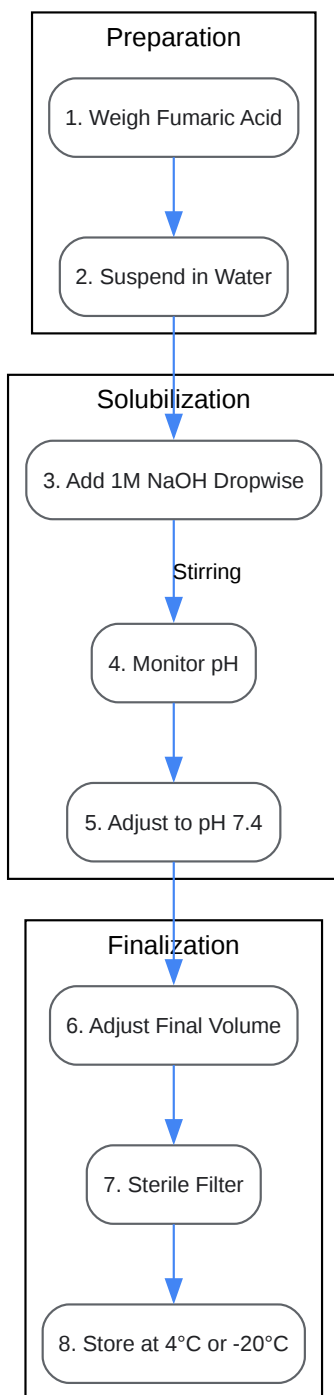 Preparation
1. Weigh Fumaric Acid
2. Suspend in Water
Solubilization
3. Add 1M NaOH Dropwise
Stirring
4. Monitor pH
5. Adjust to pH 7.4
Finalization
6. Adjust Final Volume
7. Sterile Filter
8. Store at 4°C or -20°C